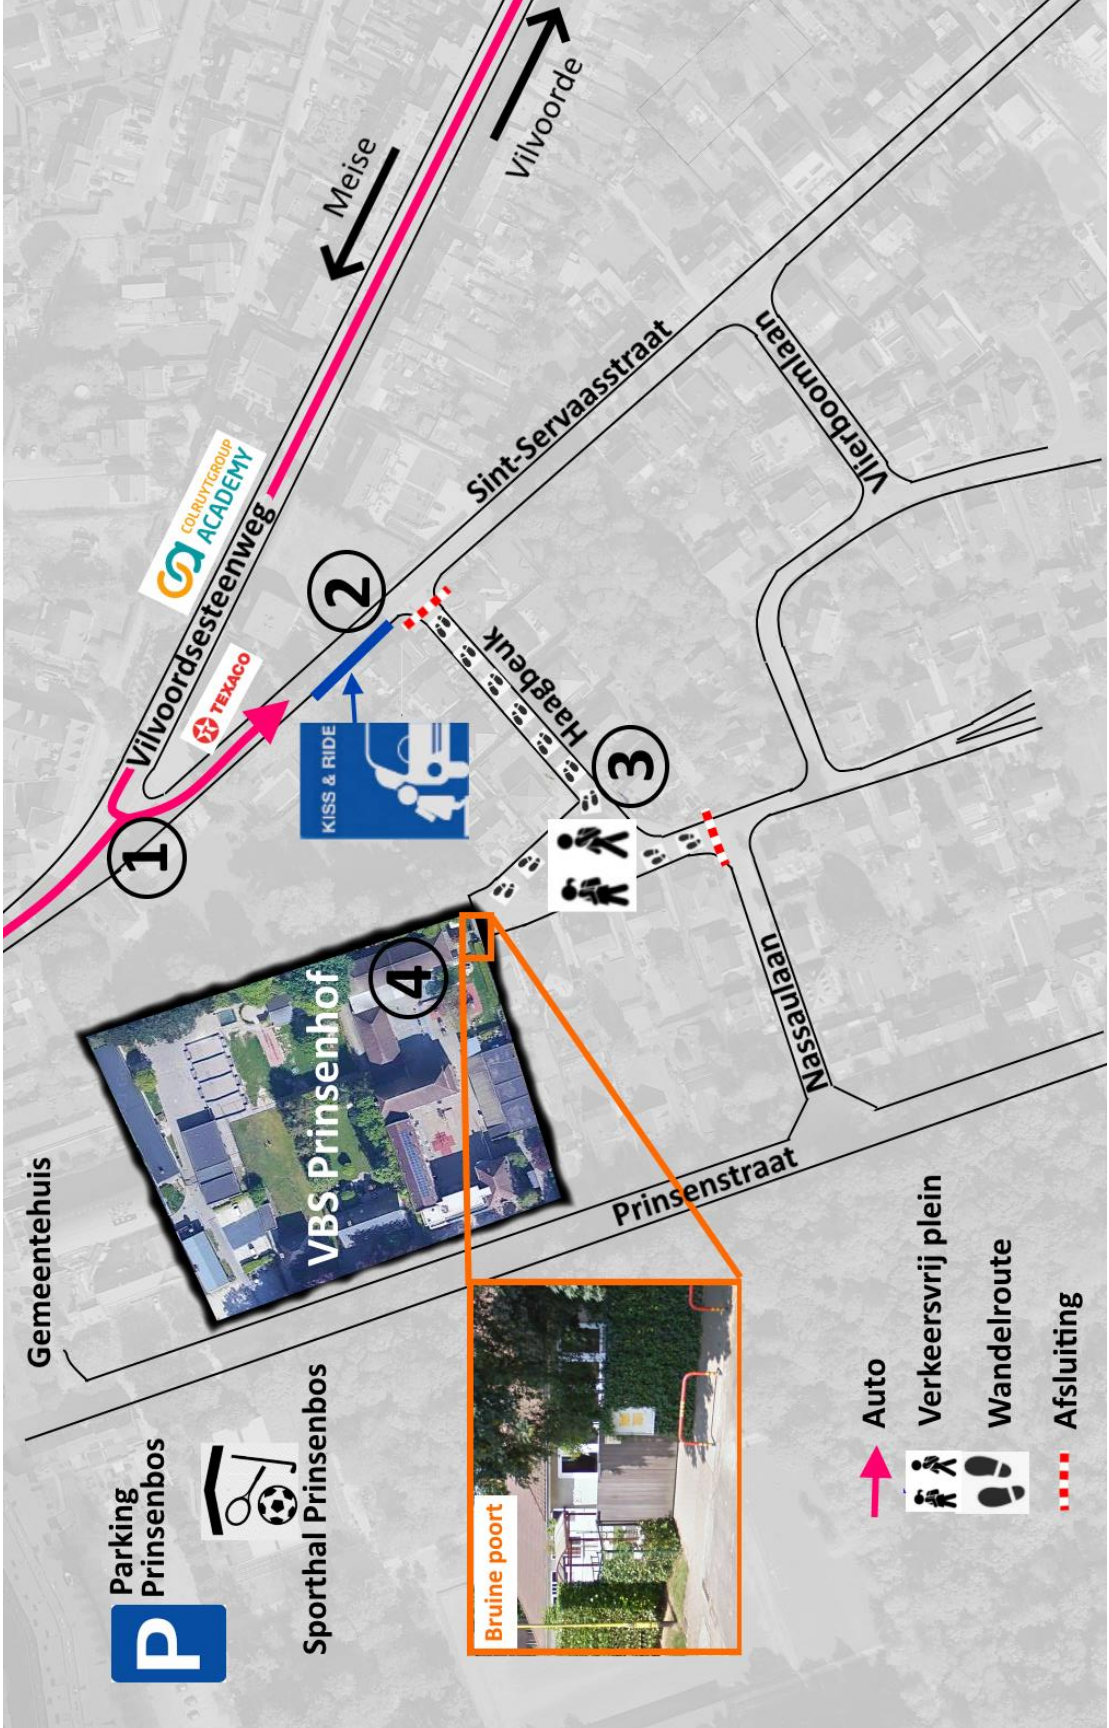 Gemeentehuis
Parking
Prinsenbos
P
Sporthal Prinsenbos
VBS Prinsenhof
Bruine poort
1
2
3
4
Vilvoordsesteenweg
TEXACO
COLRUYTGROUP
ACADEMY
Meise
Vilvoorde
KISS & RIDE
Sint-Servaasstraat
Haagbeuk
Vlierboomlaan
Nassaulaan
Prinsenstraat
Auto
Verkeersvrij plein
Wandelroute
Afsluiting